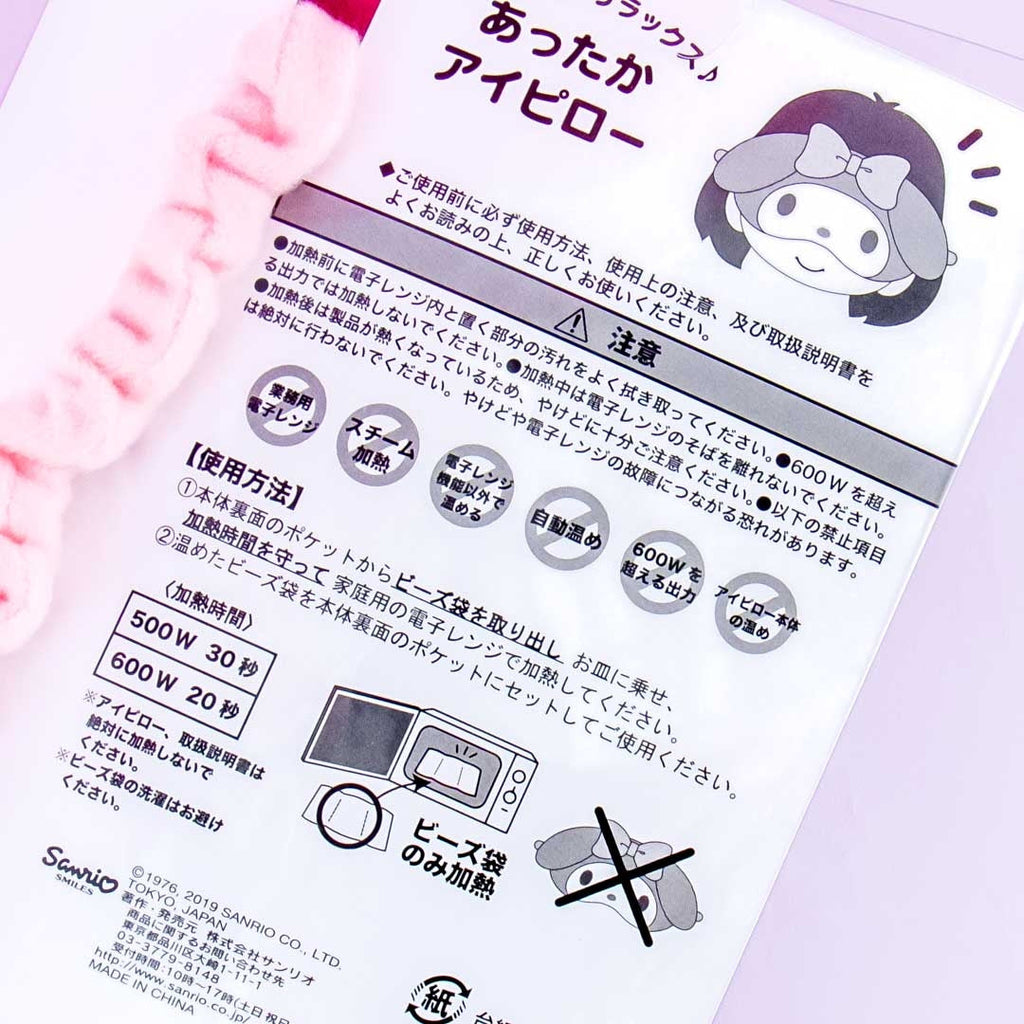 リラックス♪
あったか
アイピロー
◆ご使用前に必ず使用方法、使用上の注意、及び取扱説明書を
よくお読みの上、正しくお使いください。
注意
●加熱前に電子レンジ内と置く部分の汚れをよく拭き取ってください。●600Wを超え
る出力では加熱しないでください。●加熱中は電子レンジのそばを離れないでください。
●加熱後は製品が熱くなっているため、やけどに十分ご注意ください。●以下の禁止項目
は絶対に行わないでください。やけどや電子レンジの故障につながる恐れがあります。
業務用
電子レンジ
スチーム
加熱
電子レンジ
機能以外で
温める
自動温め
600Wを
超える出力
アイピロー本体
の温め
【使用方法】
①本体裏面のポケットからビーズ袋を取り出し お皿に乗せ、
加熱時間を守って 家庭用の電子レンジで加熱してください。
②温めたビーズ袋を本体裏面のポケットにセットしてご使用ください。
〈加熱時間〉
500W 30秒
600W 20秒
※アイピロー、取扱説明書は
絶対に加熱しないで
ください。
※ビーズ袋の洗濯はお避け
ください。
ビーズ袋
のみ加熱
Sanrio
SMILES
©1976, 2019 SANRIO CO., LTD.
TOKYO, JAPAN
著作・発売元 株式会社サンリオ
商品に関するお問い合わせ先
東京都品川区大崎1-11-1
03-3779-8148
受付時間:10時~17時(土日祝
http://www.sanrio.co.jp/
MADE IN CHINA
紙
台紙